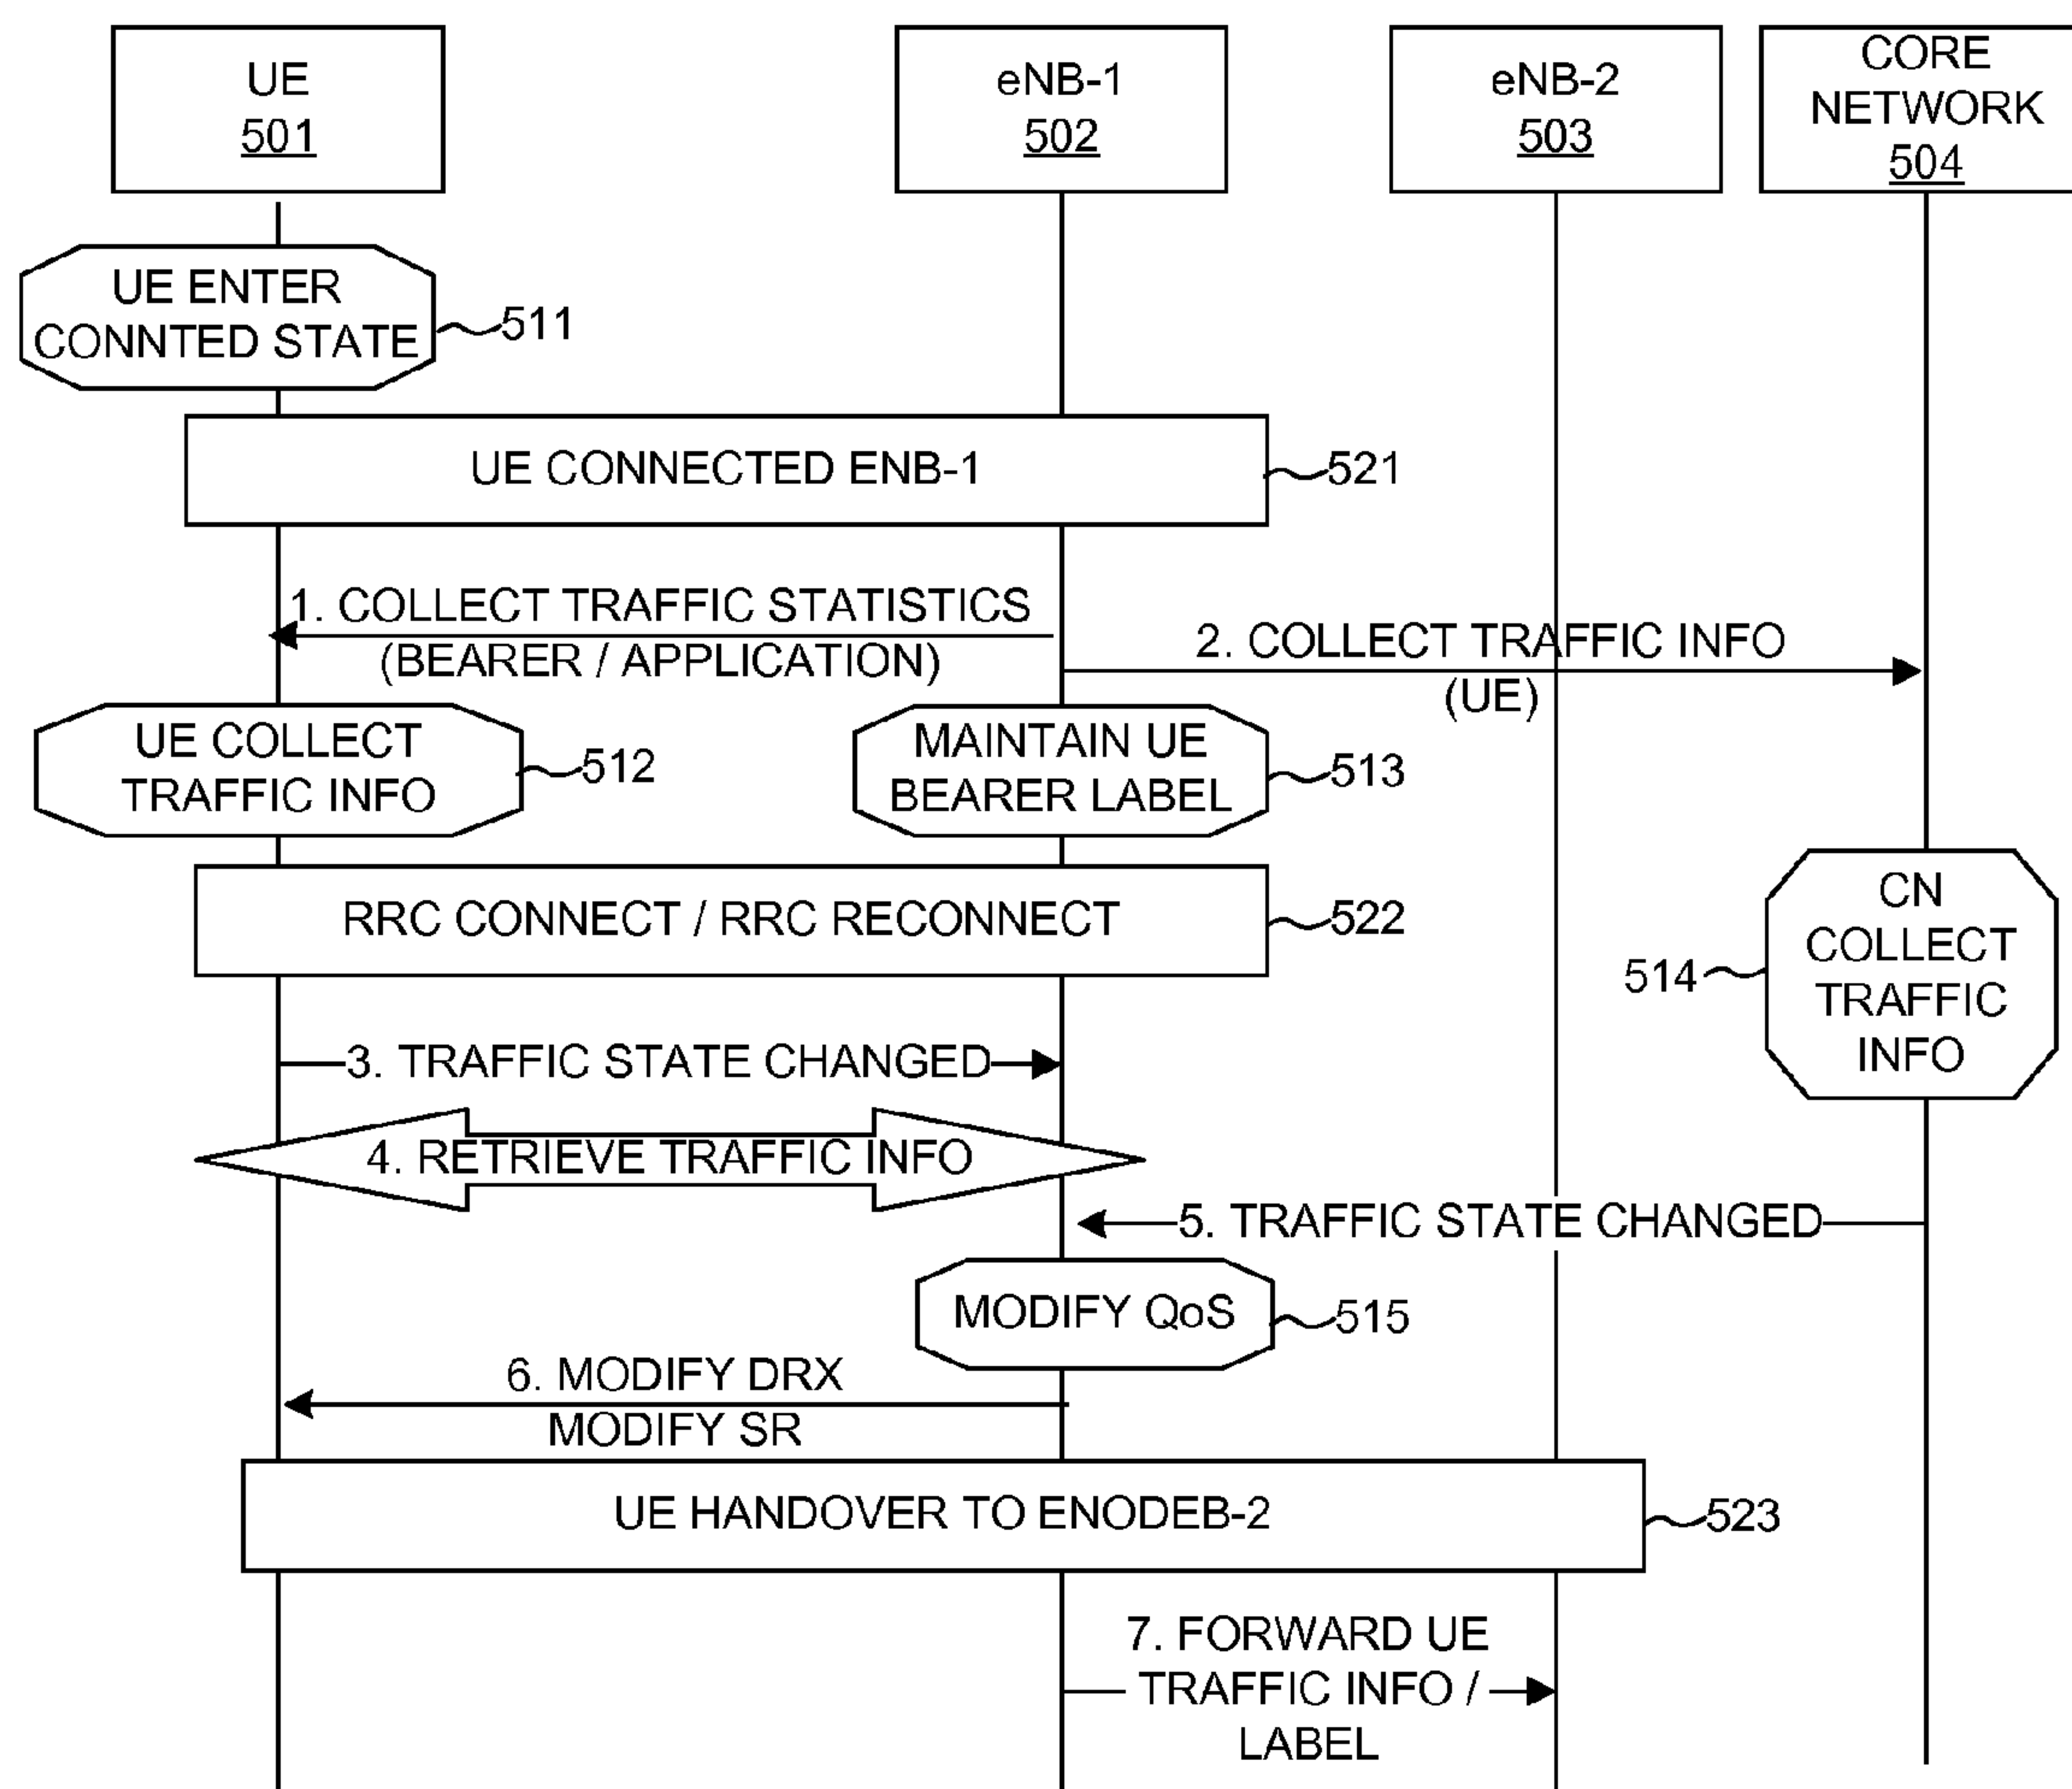 UE
501
eNB-1
502
eNB-2
503
CORE
NETWORK
504
UE ENTER
CONNTED STATE
511
UE CONNECTED ENB-1
521
1. COLLECT TRAFFIC STATISTICS
(BEARER / APPLICATION)
2. COLLECT TRAFFIC INFO
(UE)
UE COLLECT
TRAFFIC INFO
512
MAINTAIN UE
BEARER LABEL
513
RRC CONNECT / RRC RECONNECT
522
CN
COLLECT
TRAFFIC
INFO
514
3. TRAFFIC STATE CHANGED
4. RETRIEVE TRAFFIC INFO
5. TRAFFIC STATE CHANGED
MODIFY QoS
515
6. MODIFY DRX
MODIFY SR
UE HANDOVER TO ENODEB-2
523
7. FORWARD UE
TRAFFIC INFO /
LABEL